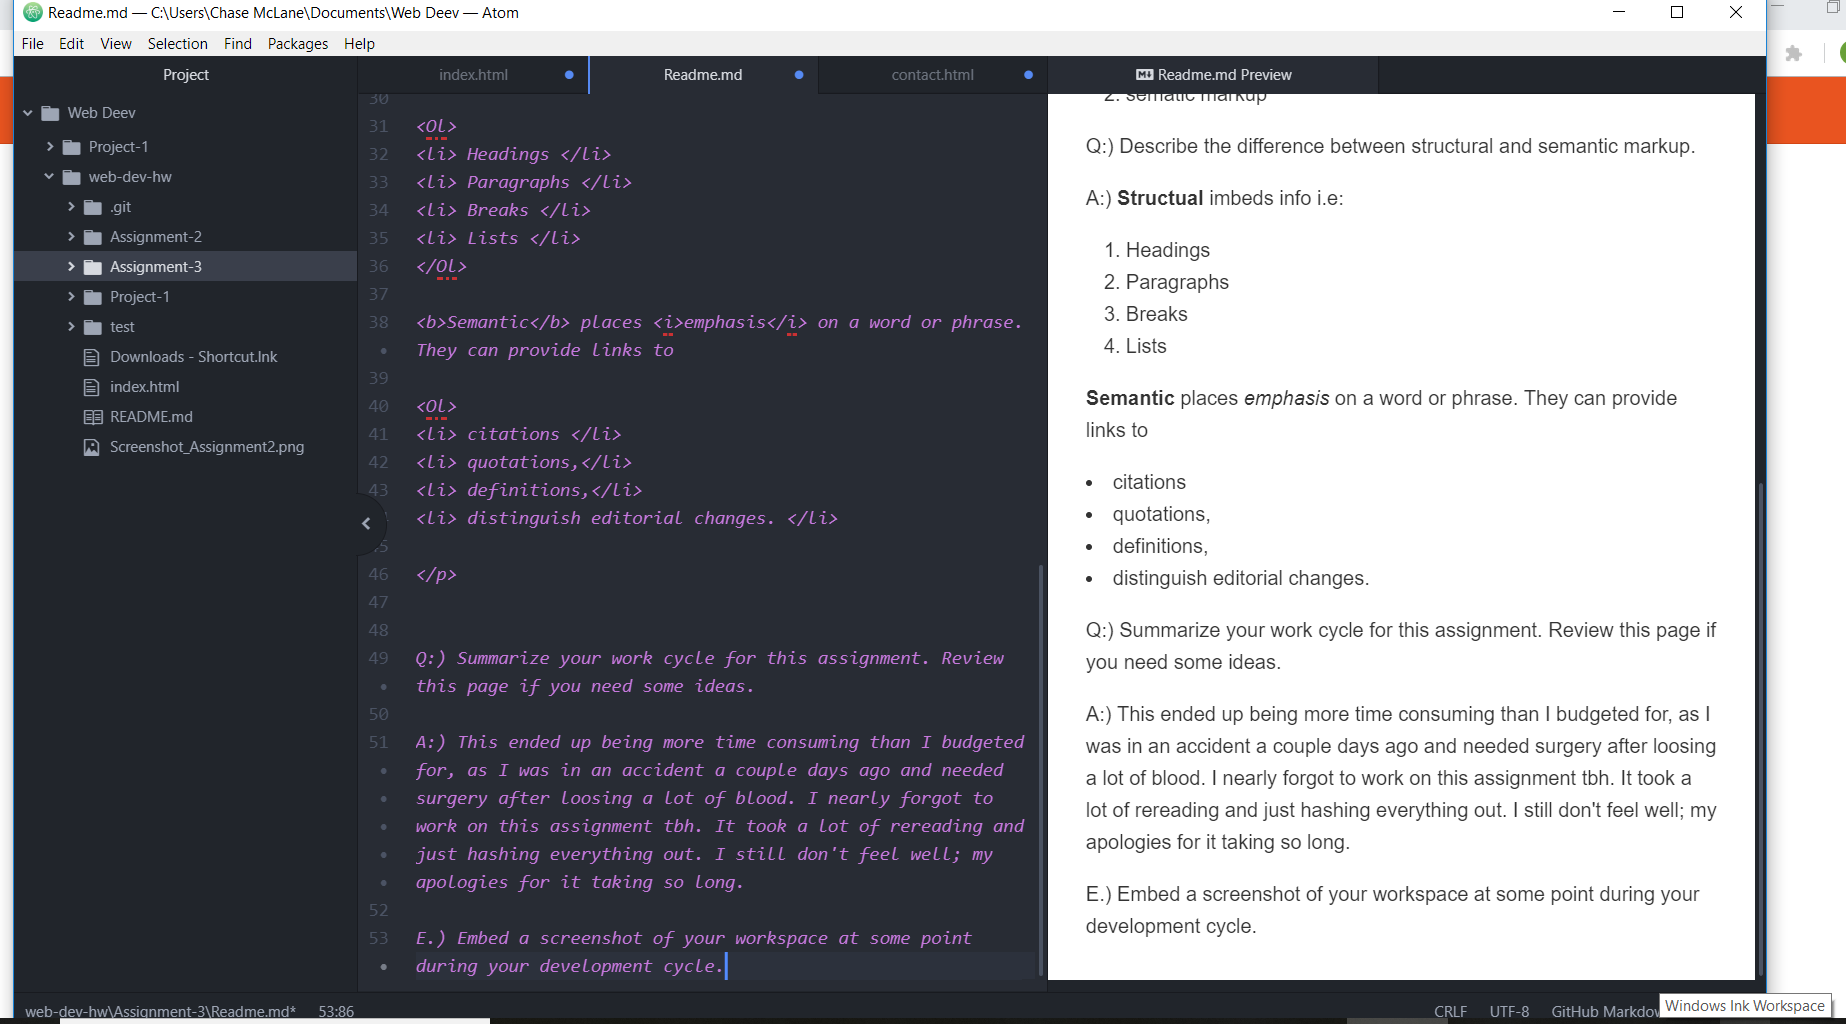 Readme.md — C:\Users\Chase McLane\Documents\Web Deev — Atom
File Edit View Selection Find Packages Help
Project
index.html
Readme.md
contact.html
Readme.md Preview
Web Deev
Project-1
web-dev-hw
.git
Assignment-2
Assignment-3
Project-1
test
Downloads - Shortcut.lnk
index.html
README.md
Screenshot_Assignment2.png
30
31 <Ol>
32 <li> Headings </li>
33 <li> Paragraphs </li>
34 <li> Breaks </li>
35 <li> Lists </li>
36 </Ol>
37
38 <b>Semantic</b> places <i>emphasis</i> on a word or phrase.
They can provide links to
39
40 <Ol>
41 <li> citations </li>
42 <li> quotations,</li>
43 <li> definitions,</li>
<li> distinguish editorial changes. </li>
5
46 </p>
47
48
49 Q:) Summarize your work cycle for this assignment. Review
this page if you need some ideas.
50
51 A:) This ended up being more time consuming than I budgeted
for, as I was in an accident a couple days ago and needed
surgery after loosing a lot of blood. I nearly forgot to
work on this assignment tbh. It took a lot of rereading and
just hashing everything out. I still don't feel well; my
apologies for it taking so long.
52
53 E.) Embed a screenshot of your workspace at some point
during your development cycle.
2. sematic markup
Q:) Describe the difference between structural and semantic markup.
A:) Structual imbeds info i.e:
1. Headings
2. Paragraphs
3. Breaks
4. Lists
Semantic places emphasis on a word or phrase. They can provide
links to
• citations
• quotations,
• definitions,
• distinguish editorial changes.
Q:) Summarize your work cycle for this assignment. Review this page if
you need some ideas.
A:) This ended up being more time consuming than I budgeted for, as I
was in an accident a couple days ago and needed surgery after loosing
a lot of blood. I nearly forgot to work on this assignment tbh. It took a
lot of rereading and just hashing everything out. I still don't feel well; my
apologies for it taking so long.
E.) Embed a screenshot of your workspace at some point during your
development cycle.
web-dev-hw\Assignment-3\Readme.md* 53:86
CRLF UTF-8 GitHub Markdow
Windows Ink Workspace